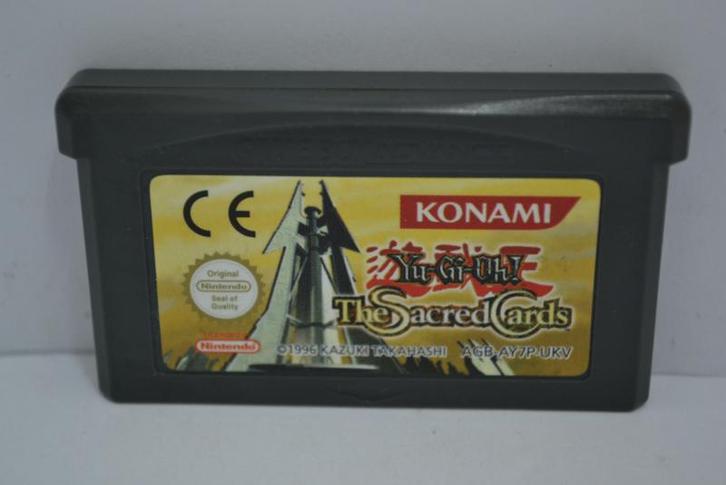 CE
KONAMI
遊戯王
Yu-Gi-Oh!
The Sacred Cards
Original
Nintendo
Seal of
Quality
Nintendo
©1996 KAZUKI TAKAHASHI AGB-AY7P-UKV